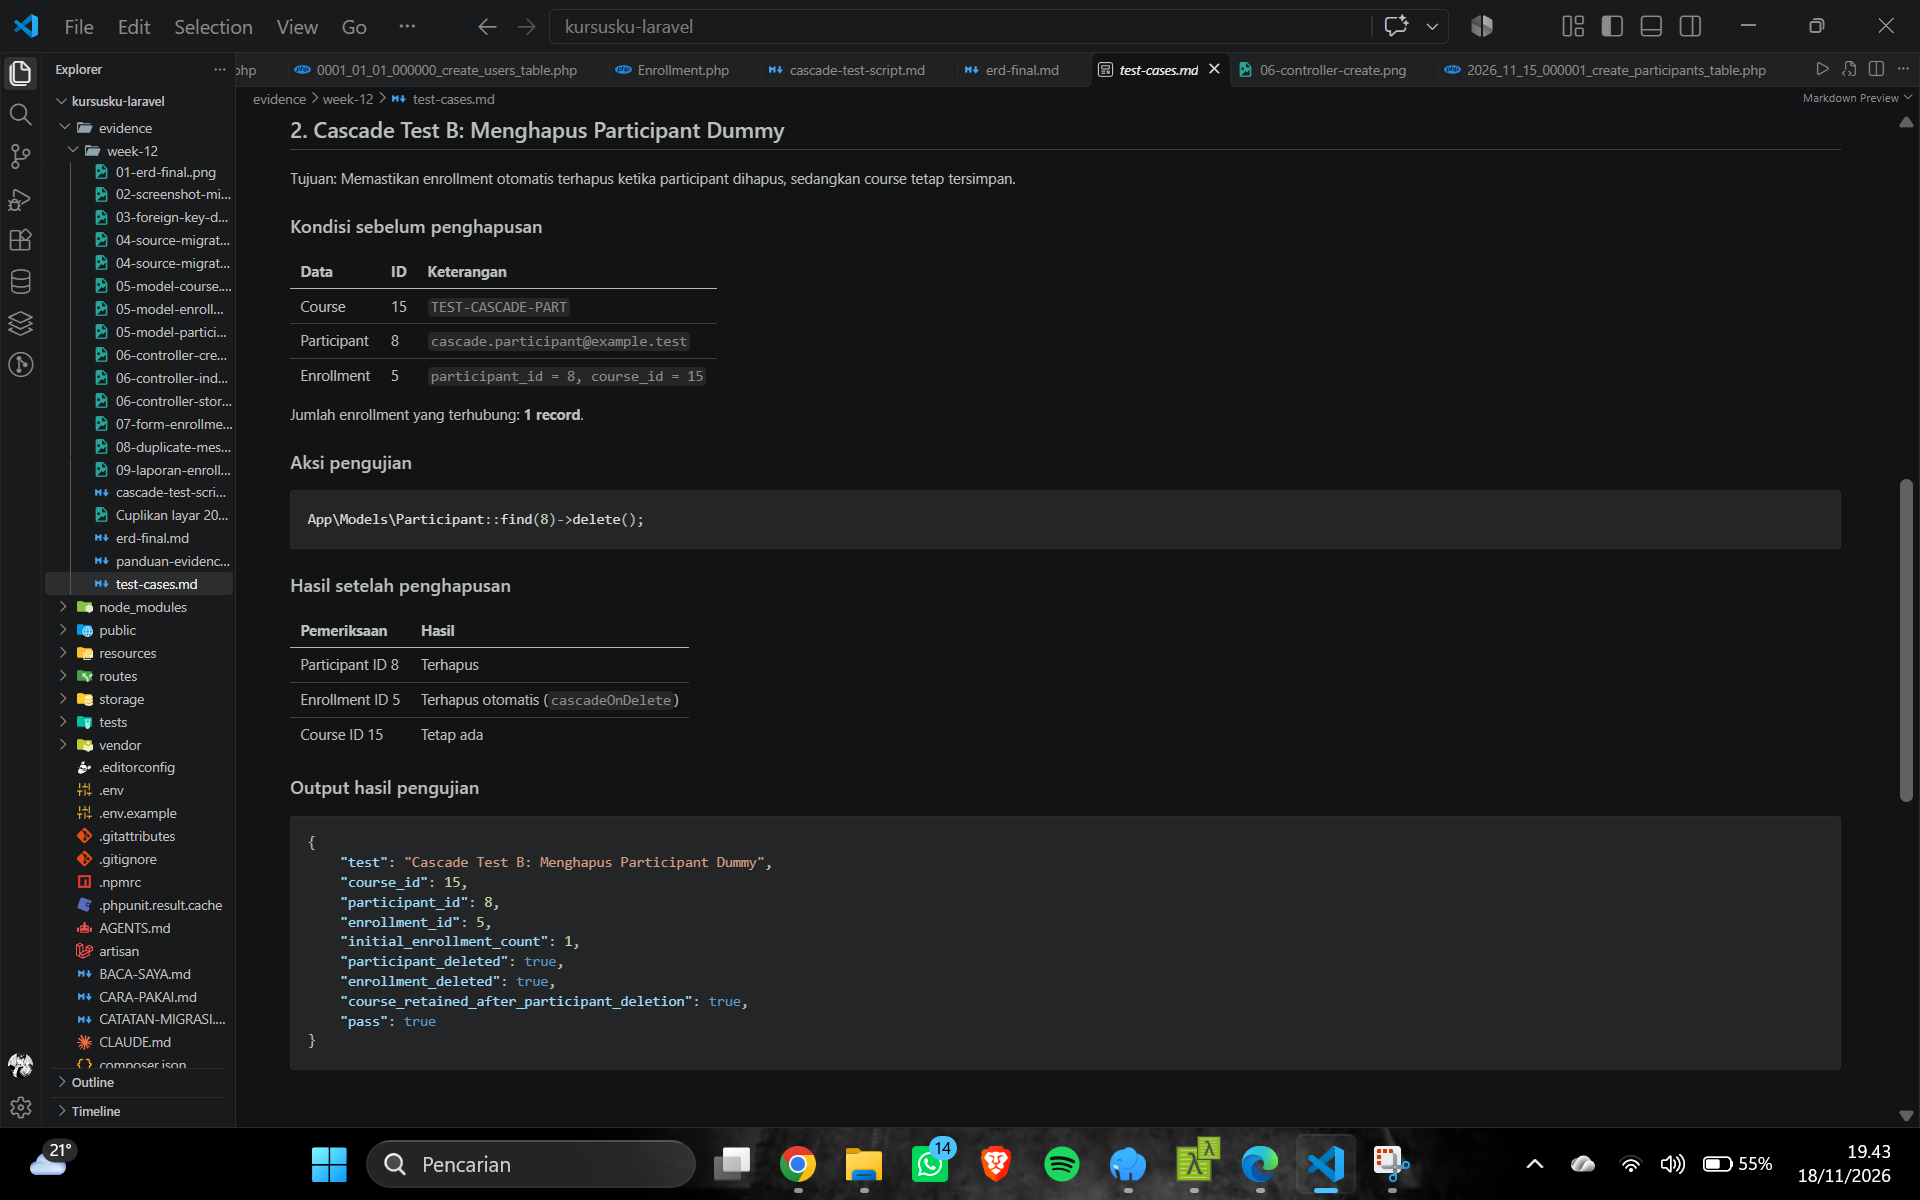 File Edit Selection View Go ··· kursusku-laravel
Explorer ···
php 0001_01_01_000000_create_users_table.php Enrollment.php cascade-test-script.md erd-final.md test-cases.md 06-controller-create.png 2026_11_15_000001_create_participants_table.php ···
evidence > week-12 > test-cases.md
Markdown Preview
kursusku-laravel
evidence
week-12
01-erd-final..png
02-screenshot-mi...
03-foreign-key-d...
04-source-migrat...
04-source-migrat...
05-model-course....
05-model-enroll...
05-model-partici...
06-controller-cre...
06-controller-ind...
06-controller-stor...
07-form-enrollme...
08-duplicate-mes...
09-laporan-enroll...
cascade-test-scri...
Cuplikan layar 20...
erd-final.md
panduan-evidenc...
test-cases.md
node_modules
public
resources
routes
storage
tests
vendor
.editorconfig
.env
.env.example
.gitattributes
.gitignore
.npmrc
.phpunit.result.cache
AGENTS.md
artisan
BACA-SAYA.md
CARA-PAKAI.md
CATATAN-MIGRASI....
CLAUDE.md
composer.json
Outline
Timeline
2. Cascade Test B: Menghapus Participant Dummy
Tujuan: Memastikan enrollment otomatis terhapus ketika participant dihapus, sedangkan course tetap tersimpan.
Kondisi sebelum penghapusan
Data ID Keterangan
Course 15 TEST-CASCADE-PART
Participant 8 cascade.participant@example.test
Enrollment 5 participant_id = 8, course_id = 15
Jumlah enrollment yang terhubung: 1 record.
Aksi pengujian
App\Models\Participant::find(8)->delete();
Hasil setelah penghapusan
Pemeriksaan Hasil
Participant ID 8 Terhapus
Enrollment ID 5 Terhapus otomatis (cascadeOnDelete)
Course ID 15 Tetap ada
Output hasil pengujian
{
"test": "Cascade Test B: Menghapus Participant Dummy",
"course_id": 15,
"participant_id": 8,
"enrollment_id": 5,
"initial_enrollment_count": 1,
"participant_deleted": true,
"enrollment_deleted": true,
"course_retained_after_participant_deletion": true,
"pass": true
}
21°
Pencarian
14
55%
19.43
18/11/2026